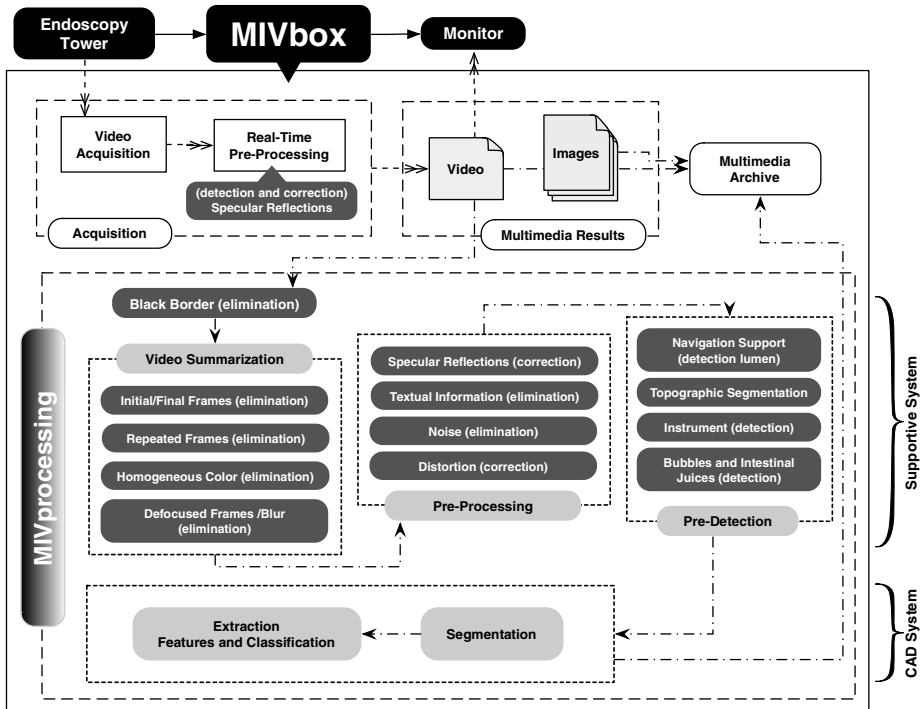 Endoscopy
Tower
MIVbox
Monitor
Video
Acquisition
Real-Time
Pre-Processing
(detection and correction)
Specular Reflections
Acquisition
Video
Images
Multimedia Results
Multimedia
Archive
MIVprocessing
Black Border (elimination)
Video Summarization
Initial/Final Frames (elimination)
Repeated Frames (elimination)
Homogeneous Color (elimination)
Defocused Frames /Blur
(elimination)
Specular Reflections (correction)
Textual Information (elimination)
Noise (elimination)
Distortion (correction)
Pre-Processing
Navigation Support
(detection lumen)
Topographic Segmentation
Instrument (detection)
Bubbles and Intestinal
Juices (detection)
Pre-Detection
Supportive System
Extraction
Features and Classification
Segmentation
CAD System